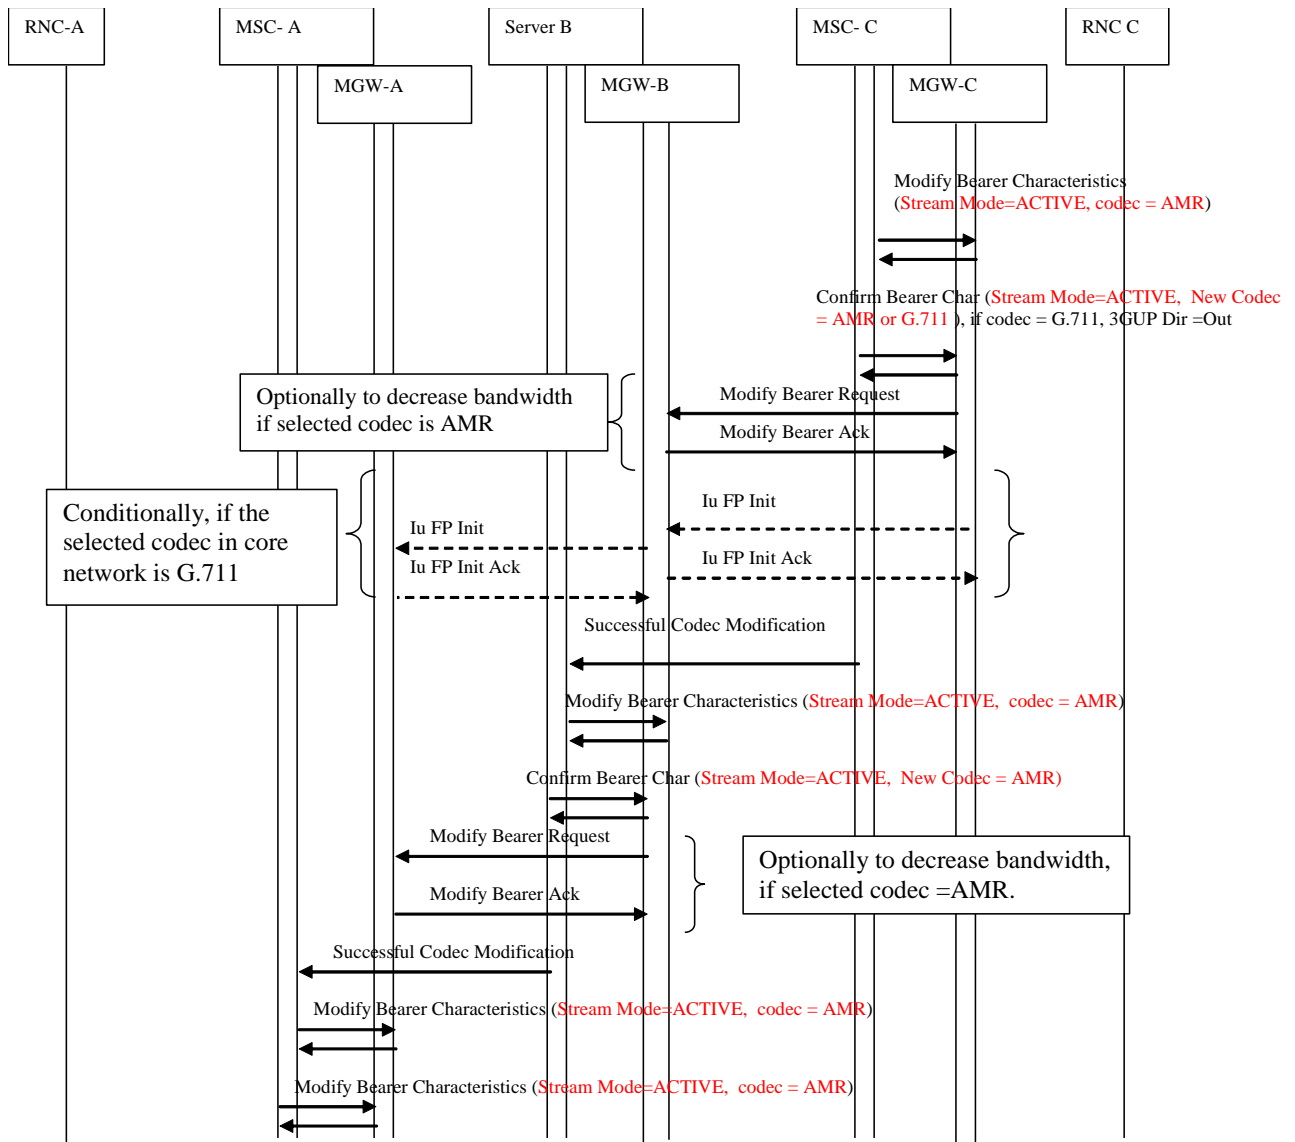 RNC-A
MSC- A
Server B
MSC- C
RNC C
MGW-A
MGW-B
MGW-C
Modify Bearer Characteristics
(Stream Mode=ACTIVE, codec = AMR)
Confirm Bearer Char (Stream Mode=ACTIVE,  New Codec
= AMR or G.711 ), if codec = G.711, 3GUP Dir =Out
Optionally to decrease bandwidth
if selected codec is AMR
Modify Bearer Request
Modify Bearer Ack
Conditionally, if the
selected codec in core
network is G.711
Iu FP Init
Iu FP Init
Iu FP Init Ack
Iu FP Init Ack
Successful Codec Modification
Modify Bearer Characteristics (Stream Mode=ACTIVE,  codec = AMR)
Confirm Bearer Char (Stream Mode=ACTIVE,  New Codec = AMR)
Modify Bearer Request
Optionally to decrease bandwidth,
if selected codec =AMR.
Modify Bearer Ack
Successful Codec Modification
Modify Bearer Characteristics (Stream Mode=ACTIVE,  codec = AMR)
Modify Bearer Characteristics (Stream Mode=ACTIVE,  codec = AMR)